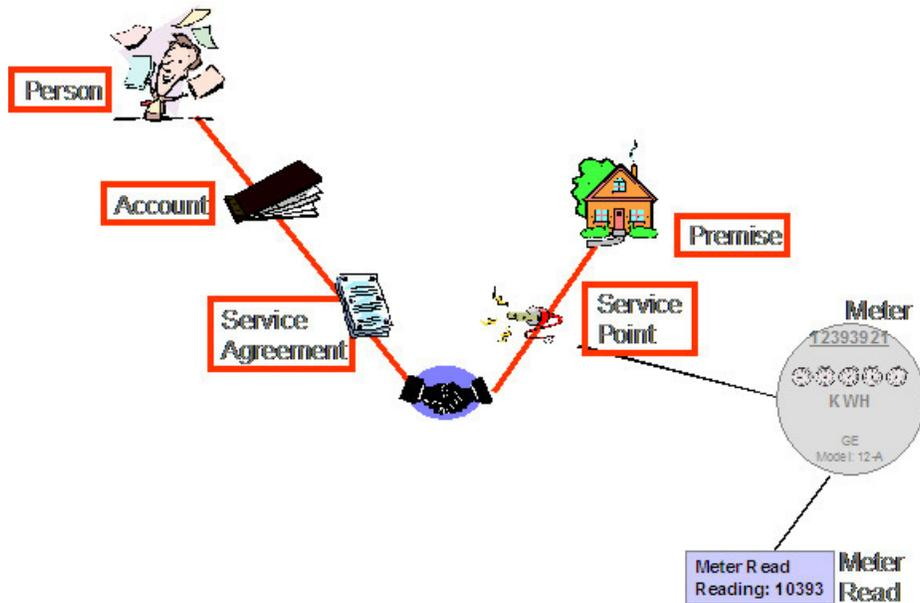 Person
Account
Service
Agreement
Premise
Service
Point
Meter
12393921
KWH
GE
Model: 12-A
Meter Read
Reading: 10393
Meter
Read